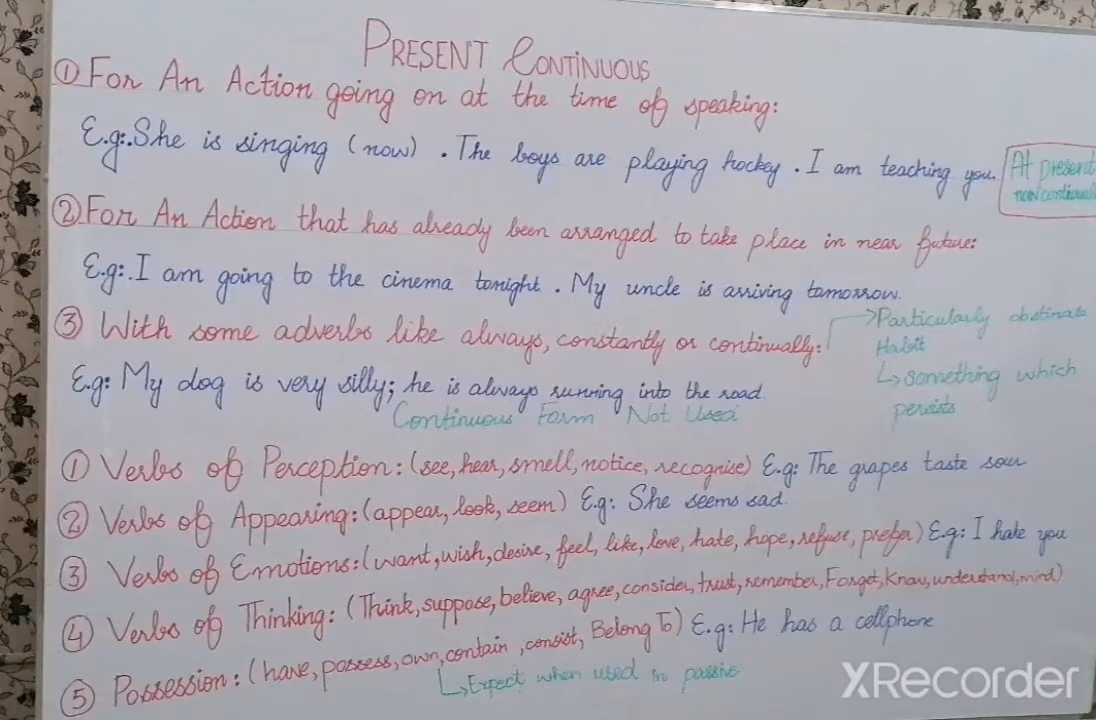 PRESENT CONTINUOUS
① For An Action going on at the time of speaking:
E.g:. She is singing (now) . The boys are playing hockey . I am teaching you.
At present
now continual
② For An Action that has already been arranged to take place in near future:
E.g:. I am going to the cinema tonight . My uncle is arriving tomorrow.
③ With some adverbs like always, constantly or continually:
→Particularly obstinate
Habit
↳something which
persists
E.g: My dog is very silly; he is always running into the road.
Continuous Form Not Used
① Verbs of Perception: (see, hear, smell, notice, recognise) E.g: The grapes taste sour
② Verbs of Appearing: (appear, look, seem) E.g: She seems sad.
③ Verbs of Emotions: (want, wish, desire, feel, like, love, hate, hope, refuse, prefer) E.g: I hate you
④ Verbs of Thinking: (Think, suppose, believe, agree, consider, trust, remember, Forget, Know, understand, mind)
⑤ Possession: (have, possess, own, contain, consist, Belong To) E.g: He has a cellphone
↳Expect when used in passive
XRecorder